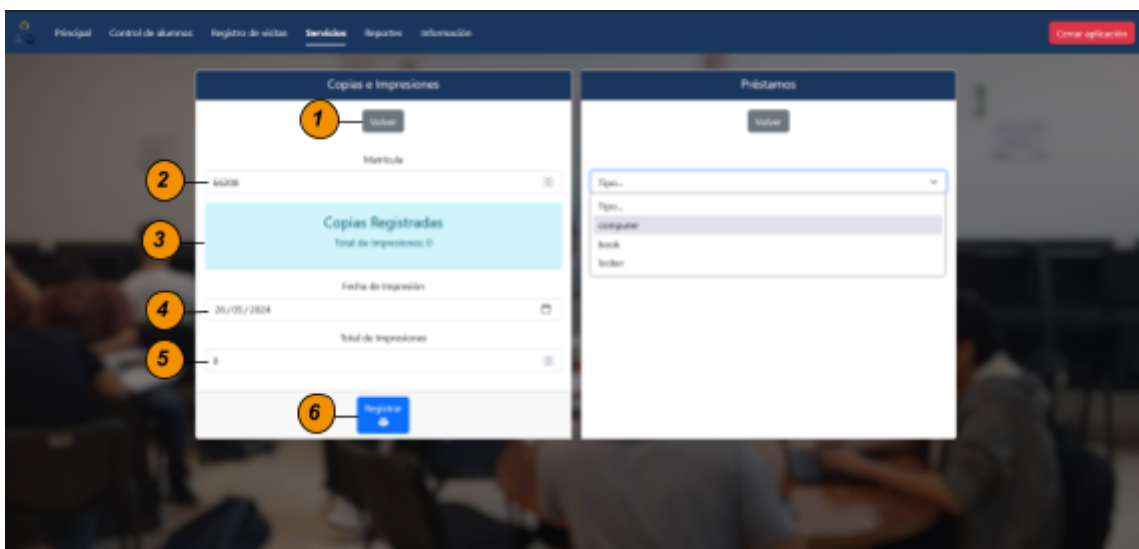 Principal Control de alumnos Registro de visitas Servicios Reportes Información Cerrar aplicación
Copias e Impresiones
1 Volver
Matrícula
2 66208
3 Copias Registradas
Total de Impresiones: 0
Fecha de Impresión
4 26/05/2024
Total de Impresiones
5 0
6 Registrar
Préstamos
Volver
Tipo...
Tipo...
computer
book
locker